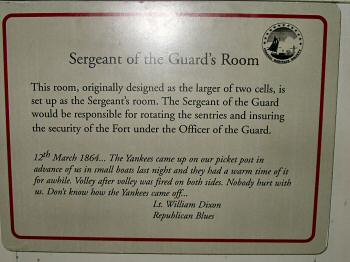 Sergeant of the Guard's Room
This room, originally designed as the larger of two cells, is
set up as the Sergeant's room. The Sergeant of the Guard
would be responsible for rotating the sentries and insuring
the security of the Fort under the Officer of the Guard.
12th March 1864... The Yankees came up on our picket post in
advance of us in small boats last night and they had a warm time of it
for awhile. Volley after volley was fired on both sides. Nobody hurt with
us. Don't know how the Yankees came off...
Lt. William Dixon
Republican Blues